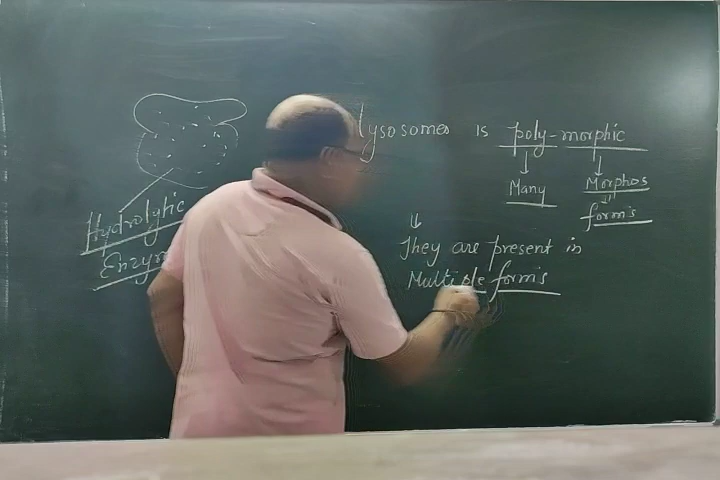 Lysosomes is poly-morphic
Many
Morphos
forms
They are present in
Multiple forms
Hydrolytic